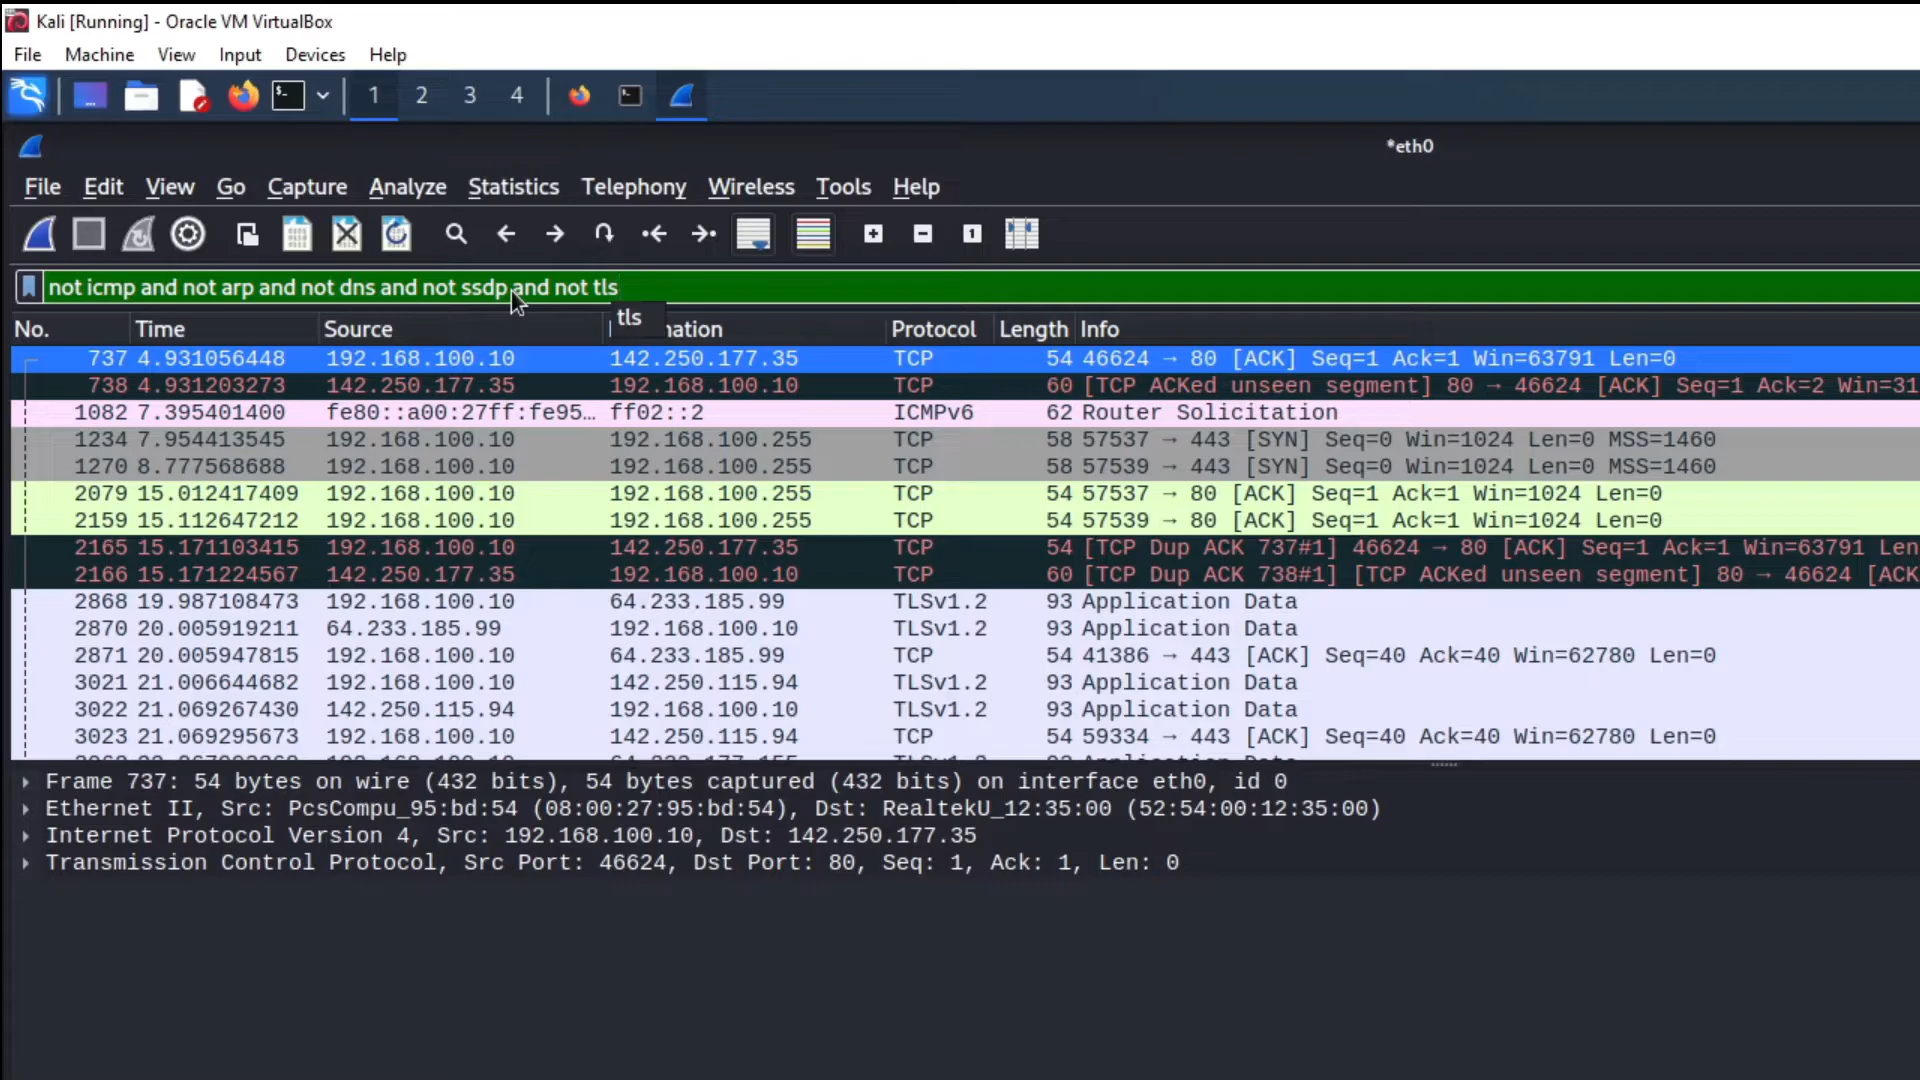 Kali [Running] - Oracle VM VirtualBox
File Machine View Input Devices Help
1 2 3 4
*eth0
File Edit View Go Capture Analyze Statistics Telephony Wireless Tools Help
not icmp and not arp and not dns and not ssdp and not tls
tls
No. Time Source nation Protocol Length Info
737 4.931056448 192.168.100.10 142.250.177.35 TCP 54 46624 → 80 [ACK] Seq=1 Ack=1 Win=63791 Len=0
738 4.931203273 142.250.177.35 192.168.100.10 TCP 60 [TCP ACKed unseen segment] 80 → 46624 [ACK] Seq=1 Ack=2 Win=31
1082 7.395401400 fe80::a00:27ff:fe95… ff02::2 ICMPv6 62 Router Solicitation
1234 7.954413545 192.168.100.10 192.168.100.255 TCP 58 57537 → 443 [SYN] Seq=0 Win=1024 Len=0 MSS=1460
1270 8.777568688 192.168.100.10 192.168.100.255 TCP 58 57539 → 443 [SYN] Seq=0 Win=1024 Len=0 MSS=1460
2079 15.012417409 192.168.100.10 192.168.100.255 TCP 54 57537 → 80 [ACK] Seq=1 Ack=1 Win=1024 Len=0
2159 15.112647212 192.168.100.10 192.168.100.255 TCP 54 57539 → 80 [ACK] Seq=1 Ack=1 Win=1024 Len=0
2165 15.171103415 192.168.100.10 142.250.177.35 TCP 54 [TCP Dup ACK 737#1] 46624 → 80 [ACK] Seq=1 Ack=1 Win=63791 Len
2166 15.171224567 142.250.177.35 192.168.100.10 TCP 60 [TCP Dup ACK 738#1] [TCP ACKed unseen segment] 80 → 46624 [ACK
2868 19.987108473 192.168.100.10 64.233.185.99 TLSv1.2 93 Application Data
2870 20.005919211 64.233.185.99 192.168.100.10 TLSv1.2 93 Application Data
2871 20.005947815 192.168.100.10 64.233.185.99 TCP 54 41386 → 443 [ACK] Seq=40 Ack=40 Win=62780 Len=0
3021 21.006644682 192.168.100.10 142.250.115.94 TLSv1.2 93 Application Data
3022 21.069267430 142.250.115.94 192.168.100.10 TLSv1.2 93 Application Data
3023 21.069295673 192.168.100.10 142.250.115.94 TCP 54 59334 → 443 [ACK] Seq=40 Ack=40 Win=62780 Len=0
Frame 737: 54 bytes on wire (432 bits), 54 bytes captured (432 bits) on interface eth0, id 0
Ethernet II, Src: PcsCompu_95:bd:54 (08:00:27:95:bd:54), Dst: RealtekU_12:35:00 (52:54:00:12:35:00)
Internet Protocol Version 4, Src: 192.168.100.10, Dst: 142.250.177.35
Transmission Control Protocol, Src Port: 46624, Dst Port: 80, Seq: 1, Ack: 1, Len: 0